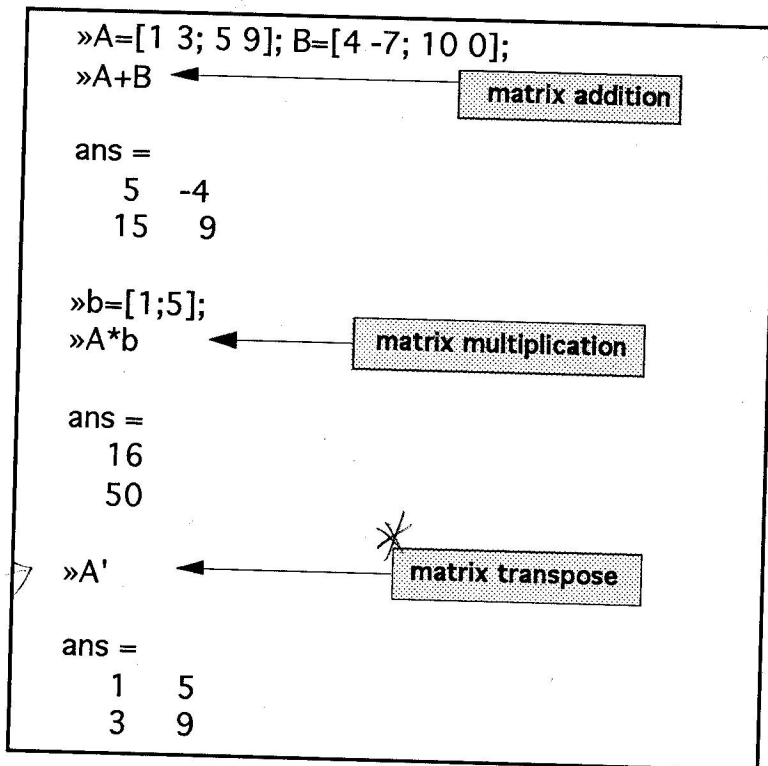 »A=[1 3; 5 9]; B=[4 -7; 10 0];
»A+B
matrix addition
ans =
5 -4
15 9
»b=[1;5];
»A*b
matrix multiplication
ans =
16
50
»A'
matrix transpose
ans =
1 5
3 9